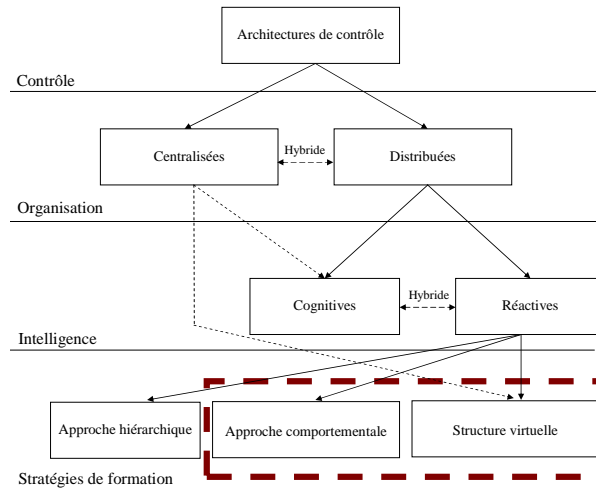 Architectures de contrôle
Contrôle
Centralisées
Hybride
Distribuées
Organisation
Cognitives
Hybride
Réactives
Intelligence
Approche hiérarchique
Approche comportementale
Structure virtuelle
Stratégies de formation